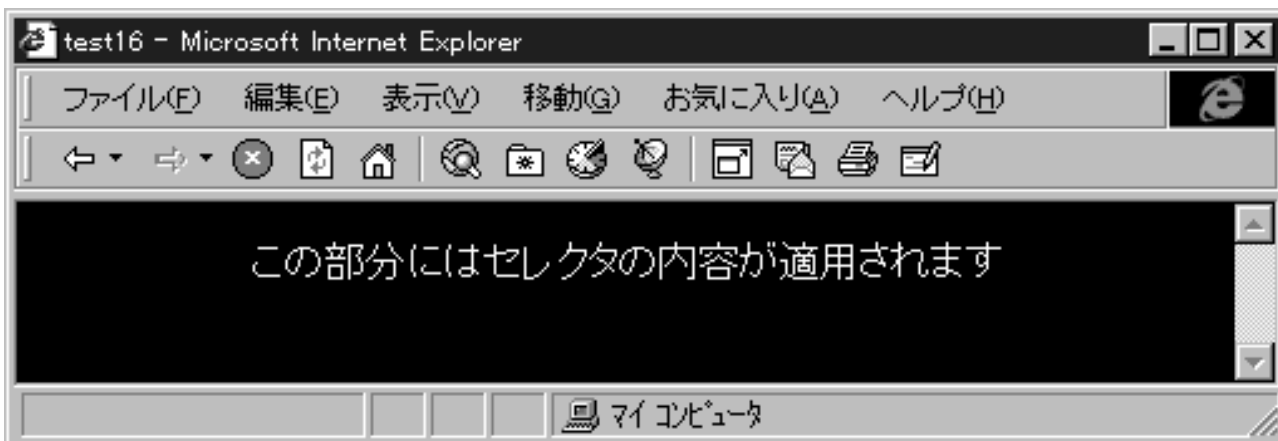 test16 - Microsoft Internet Explorer
ファイル(F) 編集(E) 表示(V) 移動(G) お気に入り(A) ヘルプ(H)
この部分にはセレクタの内容が適用されます
マイ コンピュータ